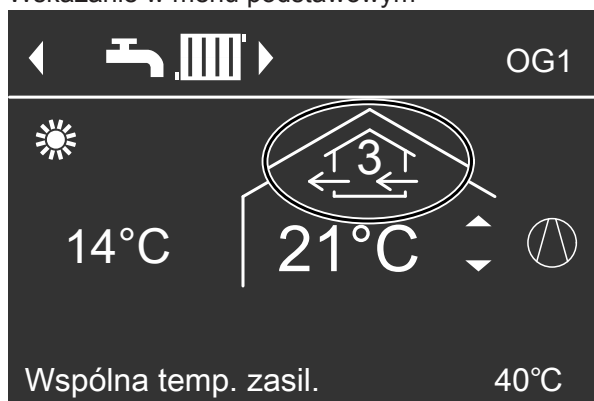 Wskazanie w menu podstawowym
OG1
3
14°C 21°C
Wspólna temp. zasil. 40°C